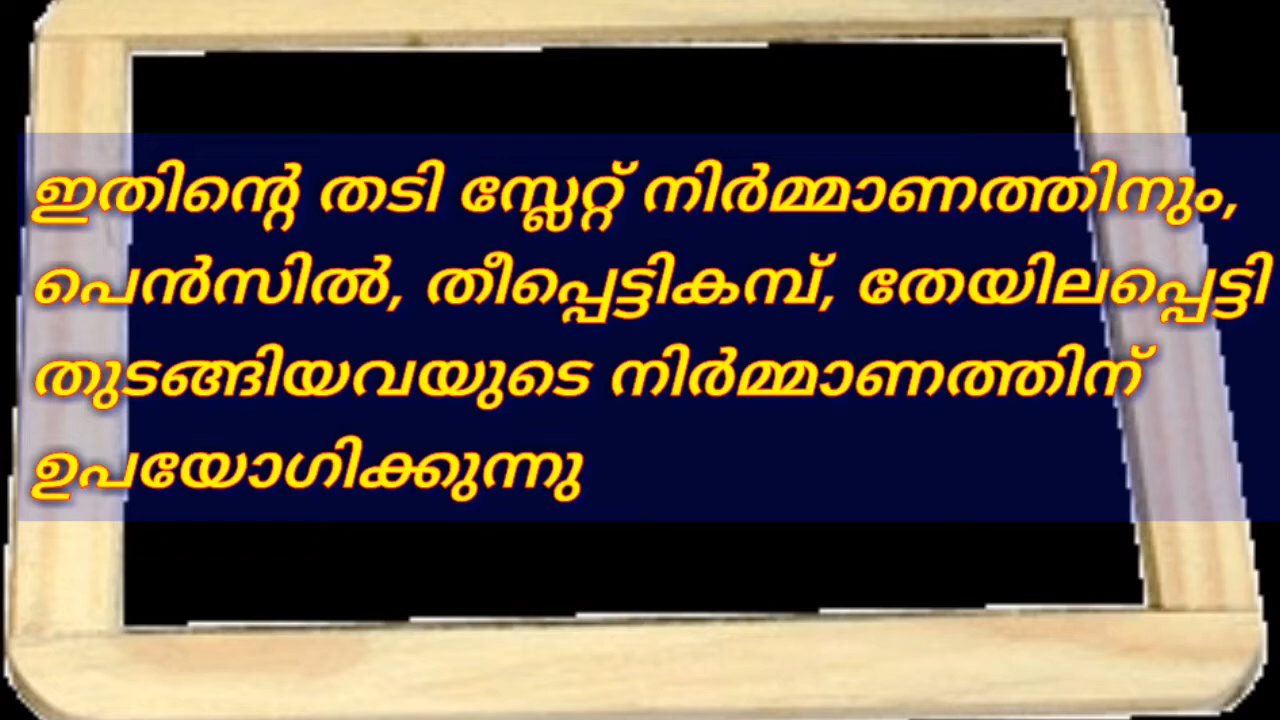 ഇതിന്റെ തടി സ്ലേറ്റ് നിർമ്മാണത്തിനും,
പെൻസിൽ, തീപ്പെട്ടികമ്പ്, തേയിലപ്പെട്ടി
തുടങ്ങിയവയുടെ നിർമ്മാണത്തിന്
ഉപയോഗിക്കുന്നു